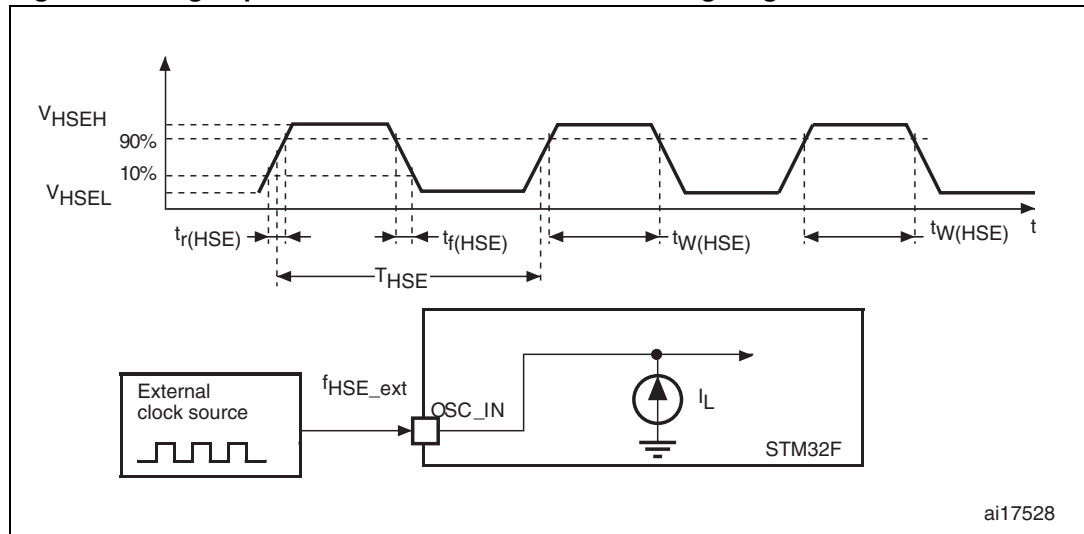 V_HSEH
90%
10%
V_HSEL
t_r(HSE)
t_f(HSE)
t_W(HSE)
t_W(HSE)
t
T_HSE
External
clock source
f_HSE_ext
OSC_IN
I_L
STM32F
ai17528